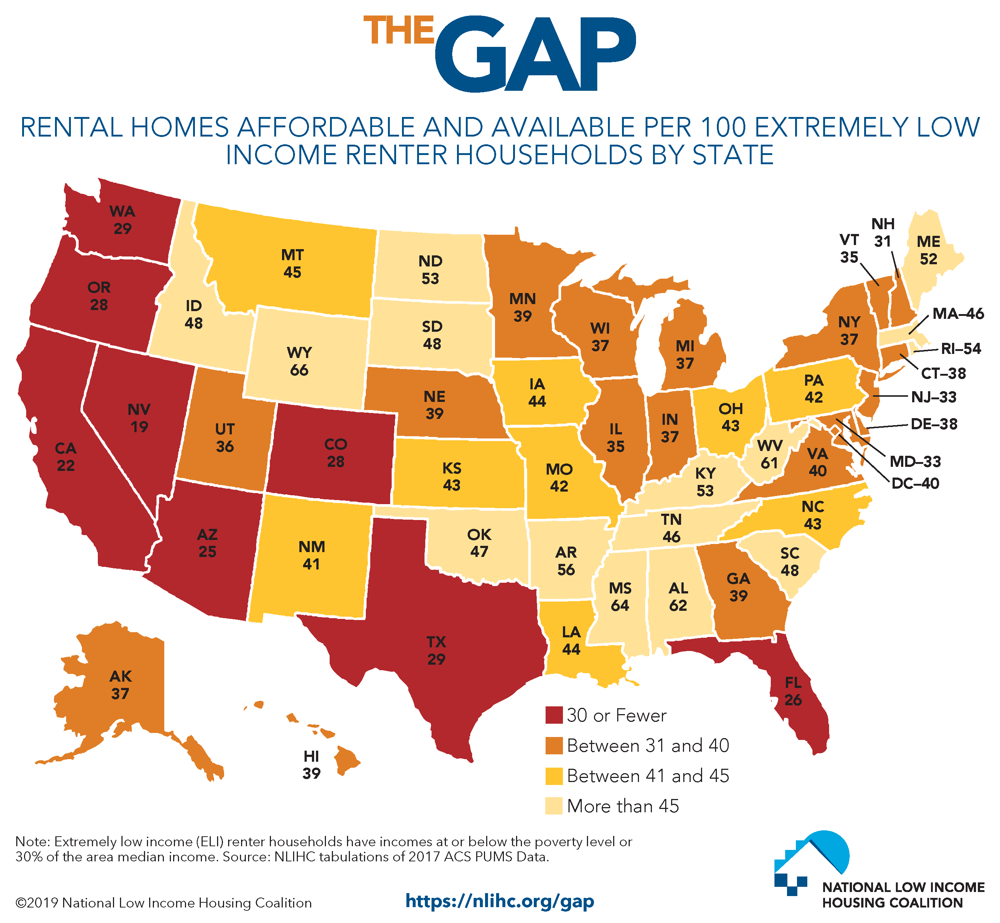 THE GAP
RENTAL HOMES AFFORDABLE AND AVAILABLE PER 100 EXTREMELY LOW
INCOME RENTER HOUSEHOLDS BY STATE
WA
29
OR
28
CA
22
NV
19
ID
48
MT
45
WY
66
UT
36
CO
28
AZ
25
NM
41
ND
53
SD
48
NE
39
KS
43
OK
47
TX
29
MN
39
IA
44
MO
42
AR
56
LA
44
WI
37
IL
35
MI
37
IN
37
OH
43
KY
53
TN
46
MS
64
AL
62
GA
39
FL
26
SC
48
NC
43
VA
40
WV
61
PA
42
NY
37
VT
35
NH
31
ME
52
MA–46
RI–54
CT–38
NJ–33
DE–38
MD–33
DC–40
AK
37
HI
39
30 or Fewer
Between 31 and 40
Between 41 and 45
More than 45
Note: Extremely low income (ELI) renter households have incomes at or below the poverty level or
30% of the area median income. Source: NLIHC tabulations of 2017 ACS PUMS Data.
©2019 National Low Income Housing Coalition
https://nlihc.org/gap
NATIONAL LOW INCOME
HOUSING COALITION